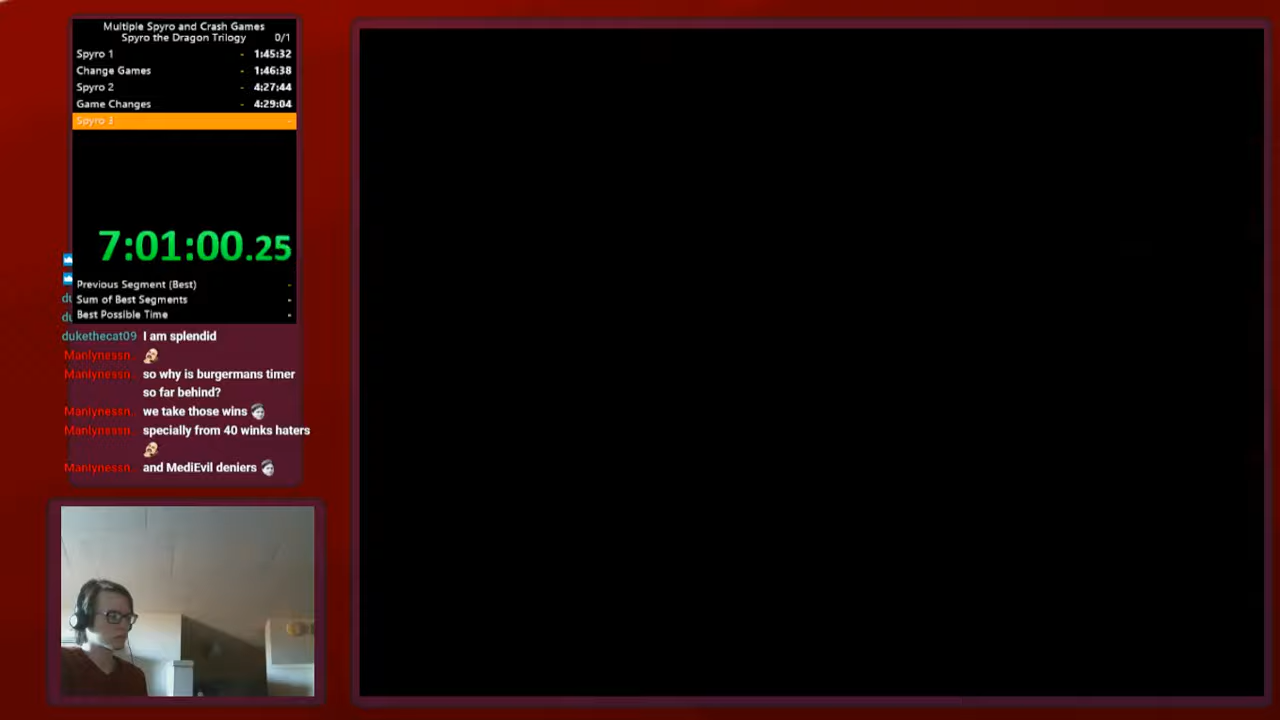 Multiple Spyro and Crash Games
Spyro the Dragon Trilogy 0/1
Spyro 1 - 1:45:32
Change Games - 1:46:38
Spyro 2 - 4:27:44
Game Changes - 4:29:04
Spyro 3 -
7:01:00.25
Previous Segment (Best) -
Sum of Best Segments -
Best Possible Time -
dukethecat09 I am splendid
Manlynessn..
Manlynessn.. so why is burgermans timer
so far behind?
Manlynessn.. we take those wins
Manlynessn.. specially from 40 winks haters
Manlynessn.. and MediEvil deniers